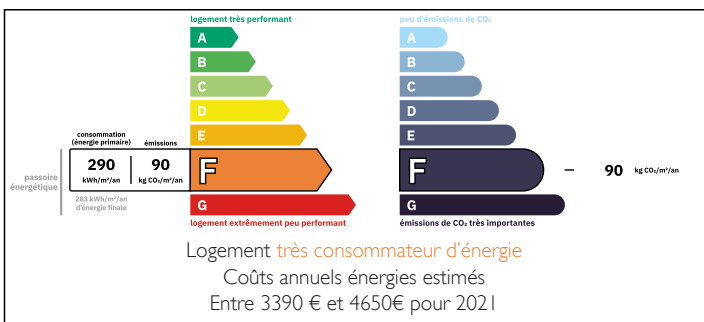 logement très performant
A
B
C
D
E
consommation
(énergie primaire)
émissions
290
kWh/m²/an
90
kg CO₂/m²/an
F
passoire
énergétique
283 kWh/m²/an
d'énergie finale
G
logement extrêmement peu performant
peu d'émissions de CO₂
A
B
C
D
E
F
90 kg CO₂/m²/an
G
émissions de CO₂ très importantes
Logement très consommateur d'énergie
Coûts annuels énergies estimés
Entre 3390 € et 4650€ pour 2021